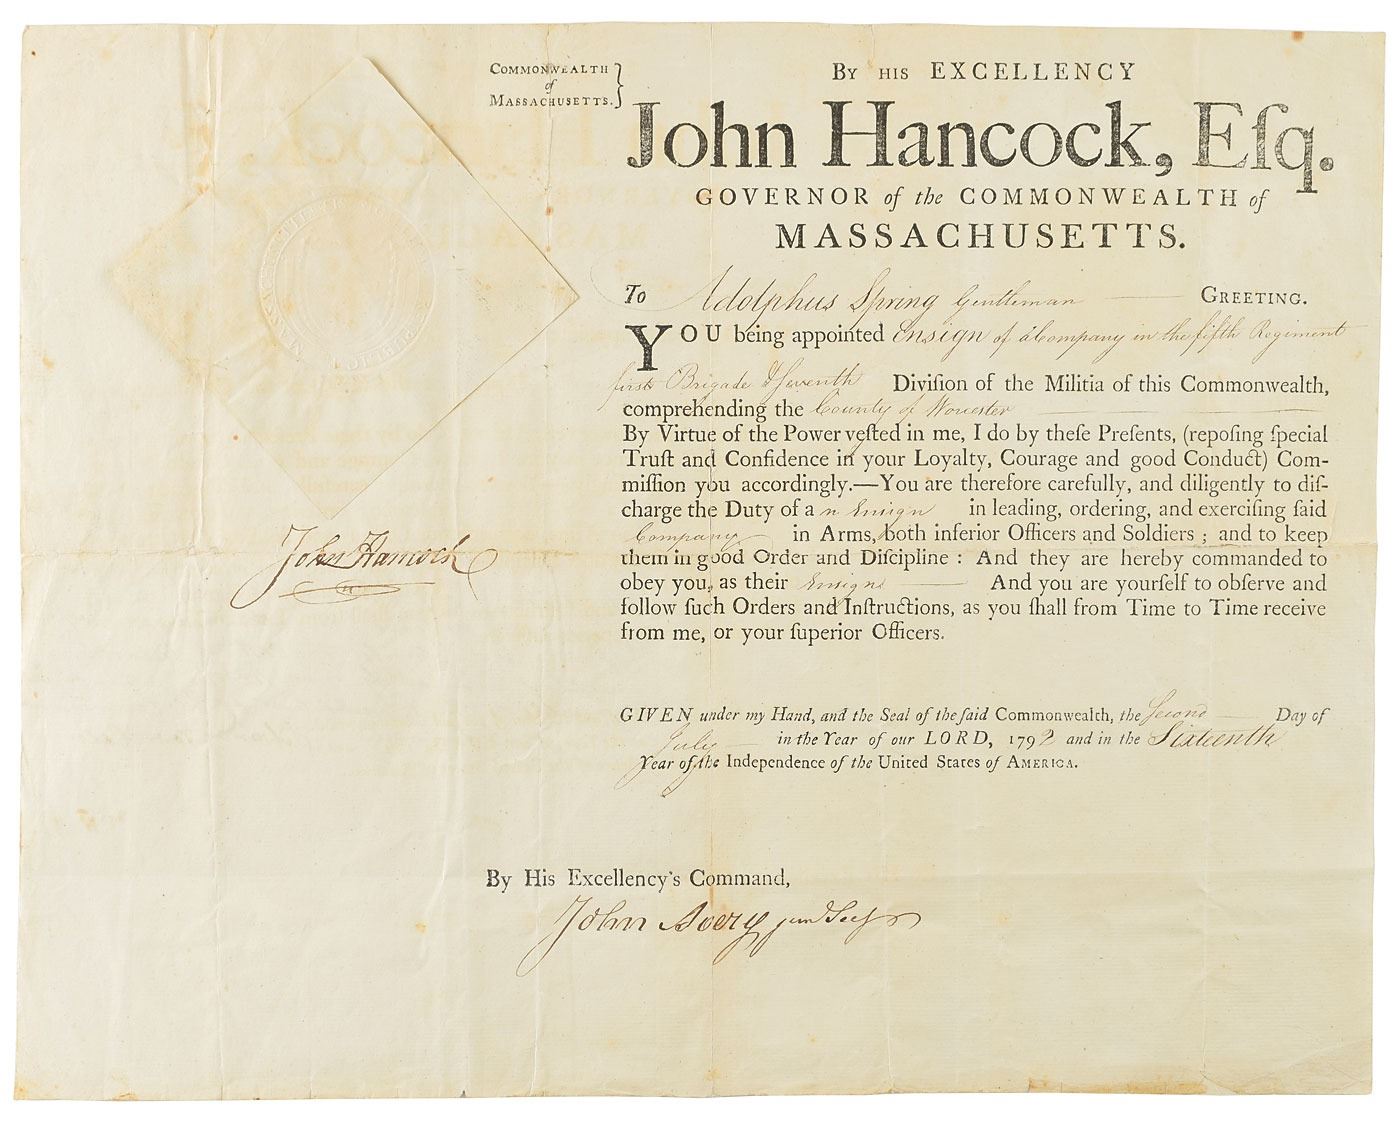 COMMONWEALTH
of
MASSACHUSETTS.}
BY HIS EXCELLENCY
John Hancock, Eſq.
GOVERNOR of the COMMONWEALTH of
MASSACHUSETTS.
To Adolphus Spring Gentleman GREETING.
YOU being appointed Ensign of a Company in the fifth Regiment
first Brigade & Seventh Diviſion of the Militia of this Commonwealth,
comprehending the County of Worcester
By Virtue of the Power veſted in me, I do by theſe Preſents, (repoſing ſpecial
Truſt and Confidence in your Loyalty, Courage and good Conduct) Com-
miſſion you accordingly.—You are therefore carefully, and diligently to diſ-
charge the Duty of a n Ensign in leading, ordering, and exerciſing ſaid
Company in Arms, both inferior Officers and Soldiers ; and to keep
them in good Order and Diſcipline : And they are hereby commanded to
obey you, as their Ensign And you are yourſelf to obſerve and
follow ſuch Orders and Inſtructions, as you ſhall from Time to Time receive
from me, or your ſuperior Officers.
John Hancock
GIVEN under my Hand, and the Seal of the ſaid Commonwealth, the Second Day of
July in the Year of our LORD, 1792 and in the Sixteenth
Year of the Independence of the United States of AMERICA.
By His Excellency's Command,
John Avery jun Secy